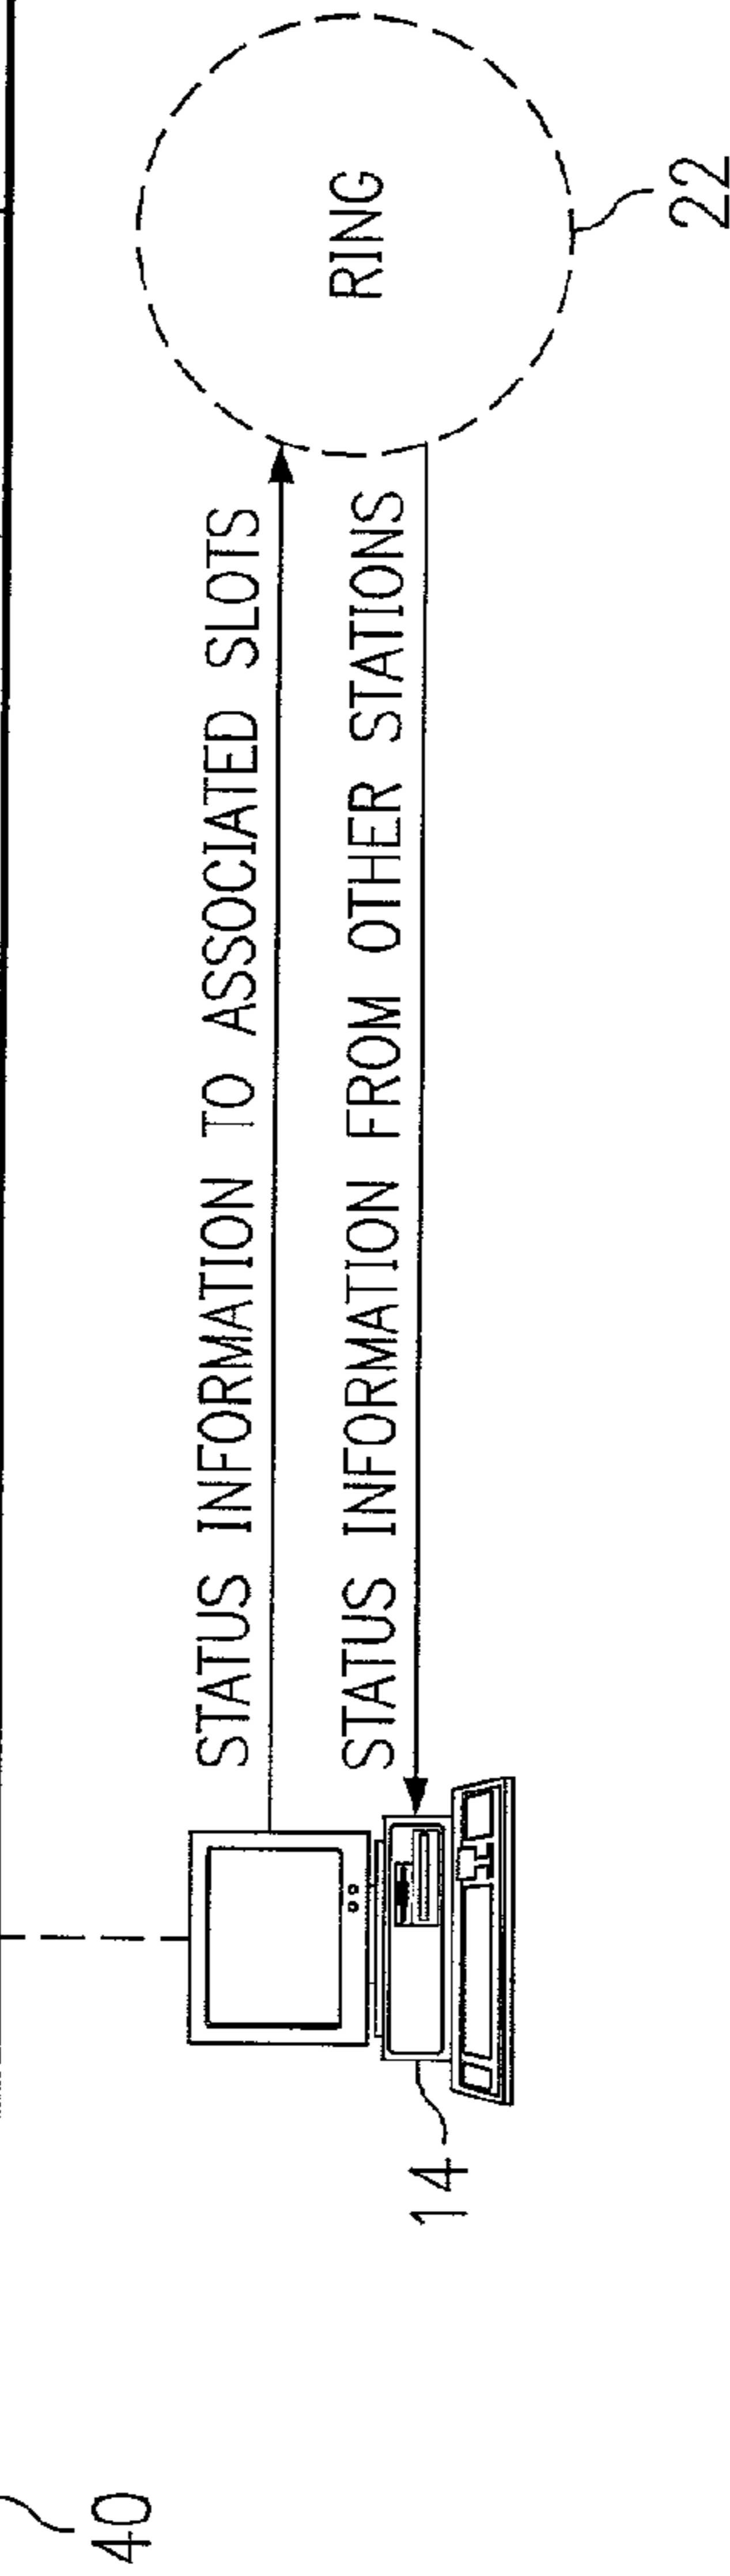 STATUS INFORMATION TO ASSOCIATED SLOTS
STATUS INFORMATION FROM OTHER STATIONS
RING
14
22
40